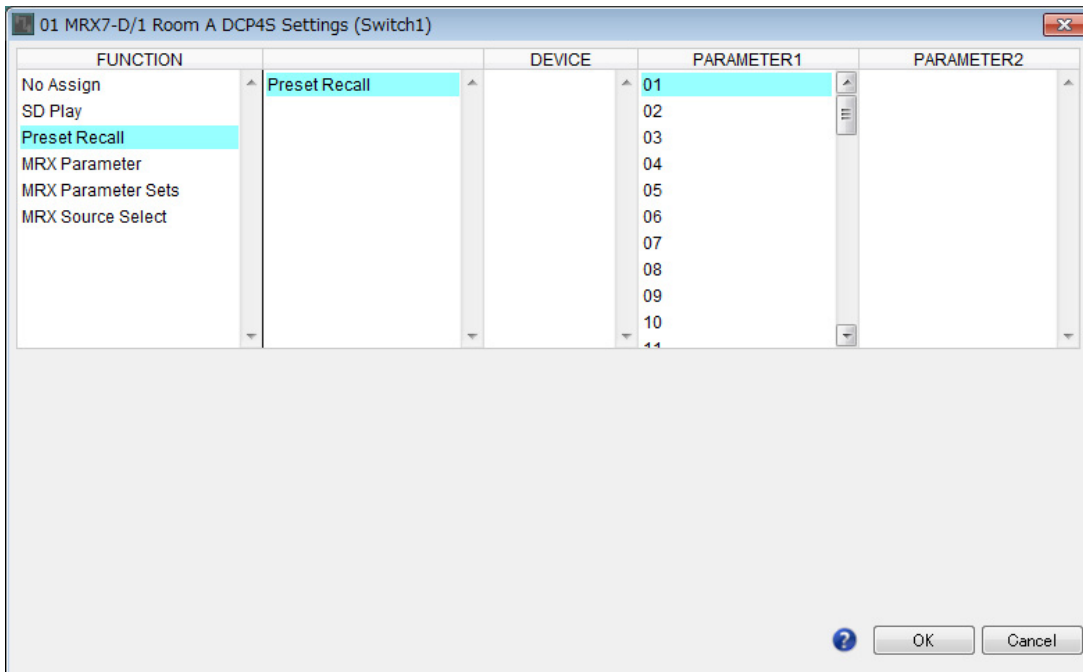 01 MRX7-D/1 Room A DCP4S Settings (Switch1)
FUNCTION DEVICE PARAMETER1 PARAMETER2
No Assign Preset Recall 01
SD Play 02
Preset Recall 03
MRX Parameter 04
MRX Parameter Sets 05
MRX Source Select 06
07
08
09
10
11
? OK Cancel